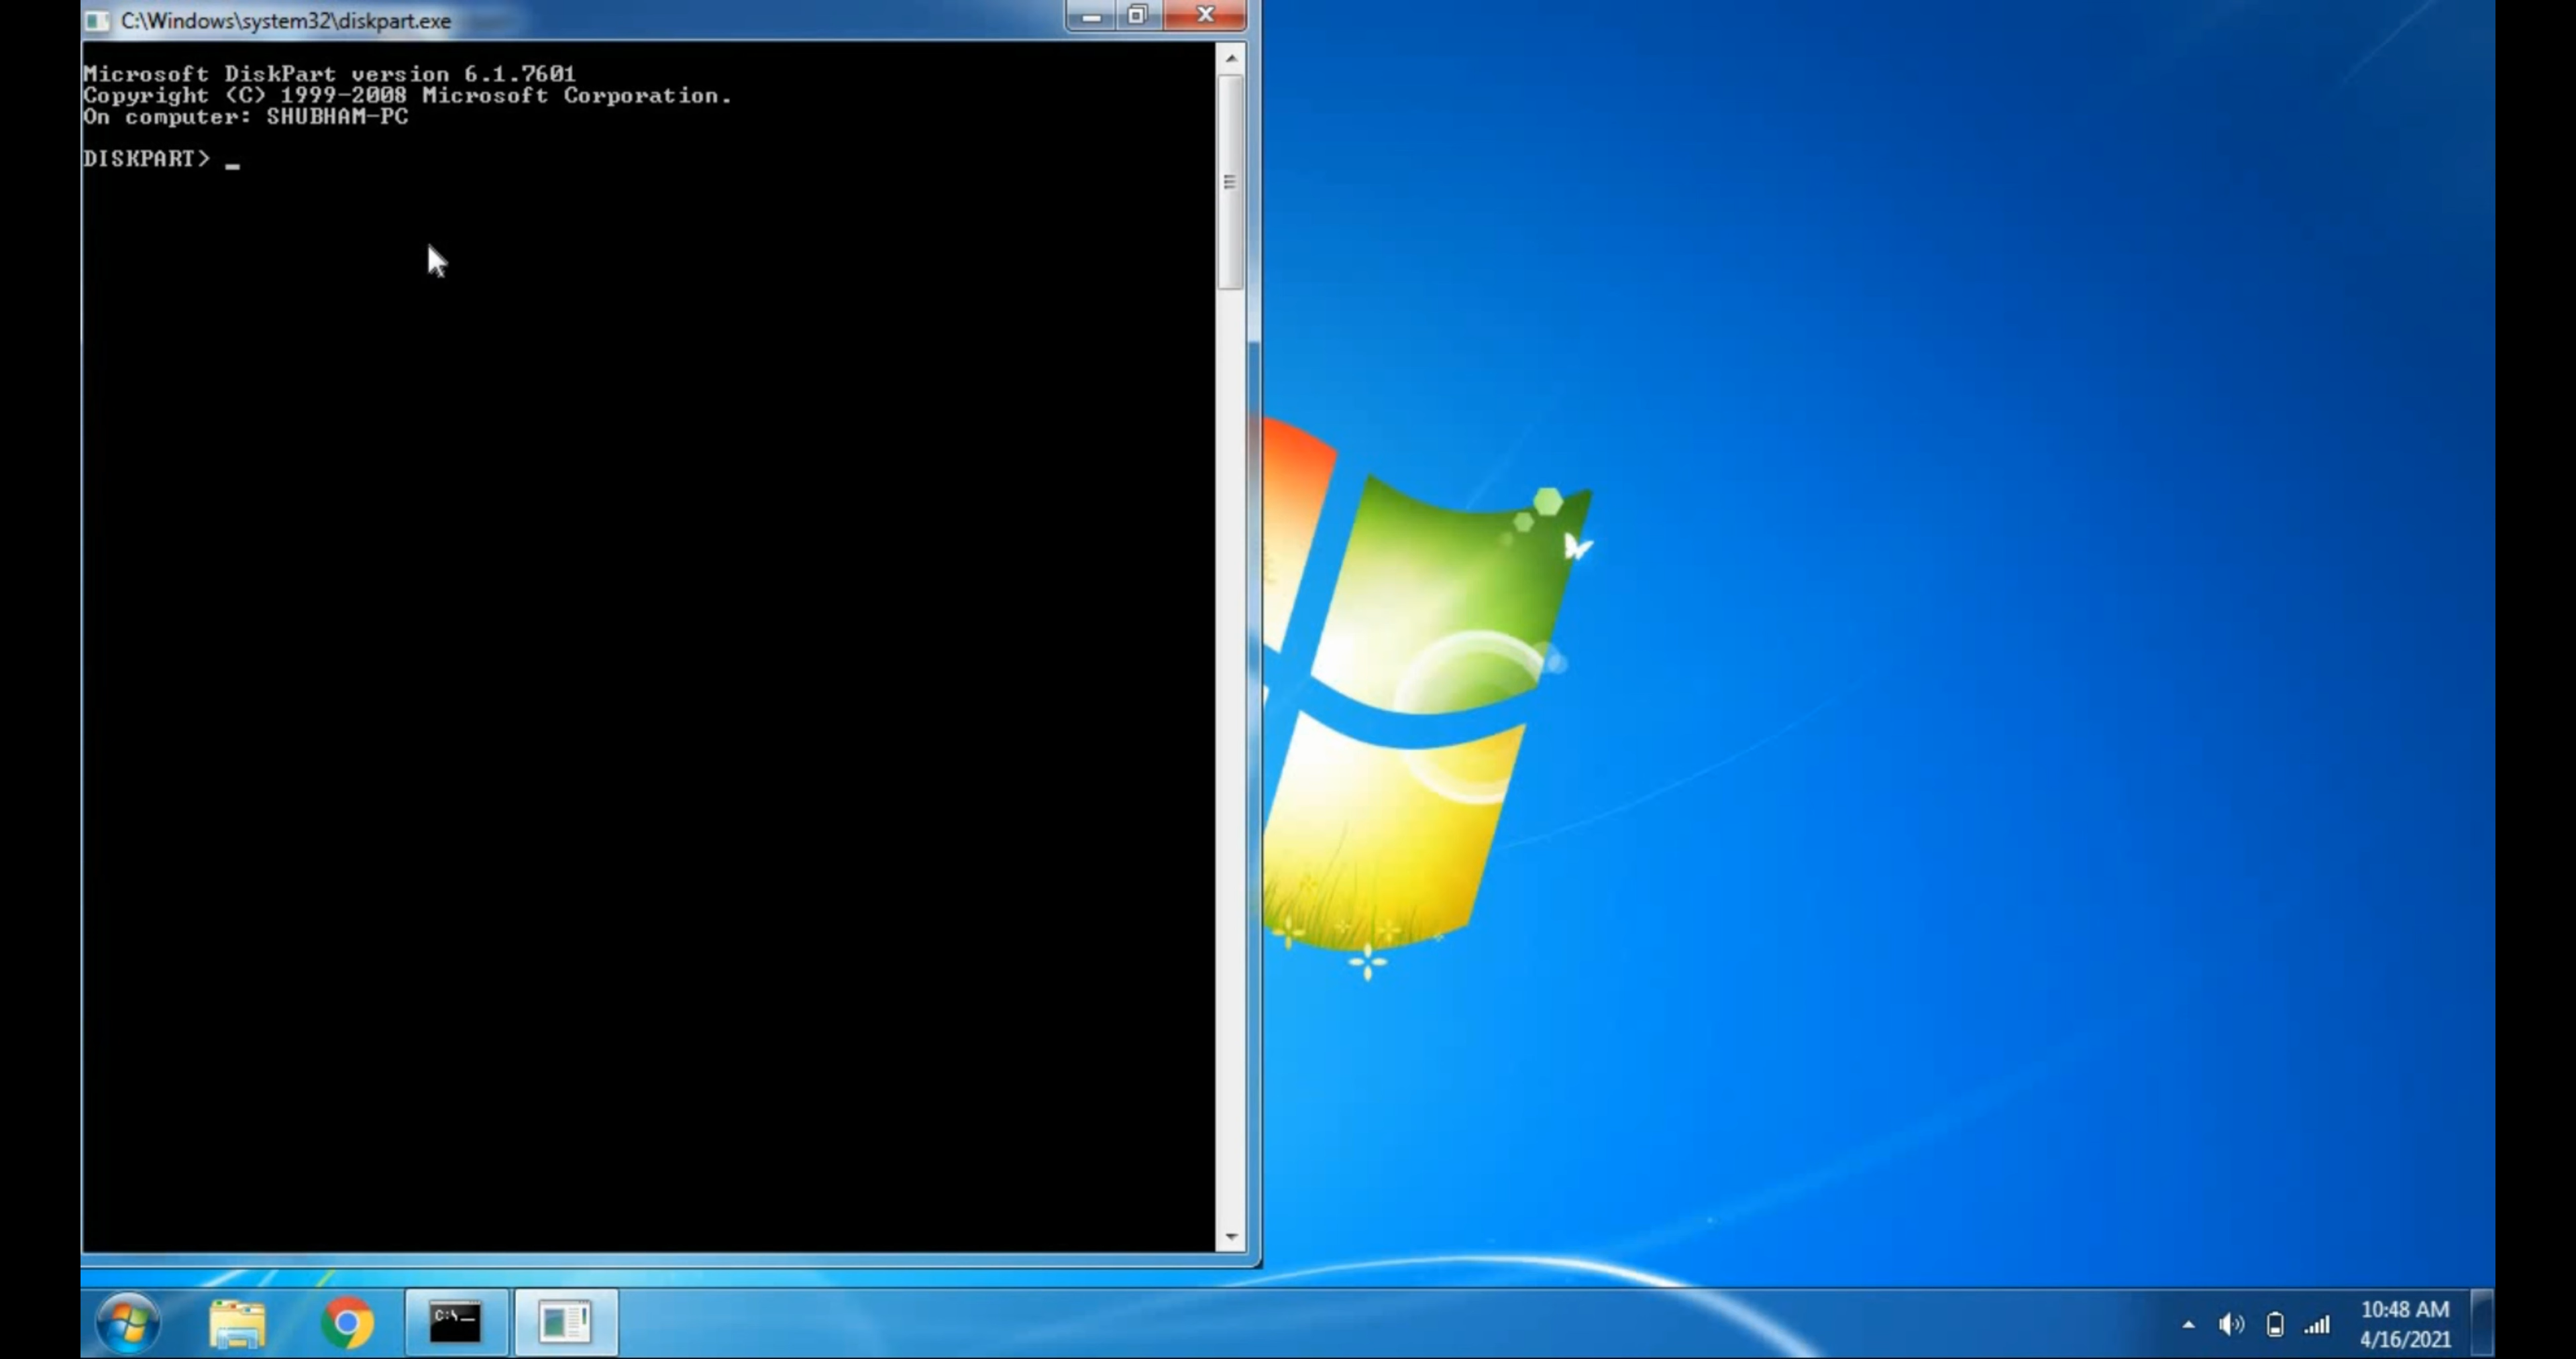 C:\Windows\system32\diskpart.exe
Microsoft DiskPart version 6.1.7601
Copyright (C) 1999-2008 Microsoft Corporation.
On computer: SHUBHAM-PC
DISKPART> _
C:\_
10:48 AM
4/16/2021